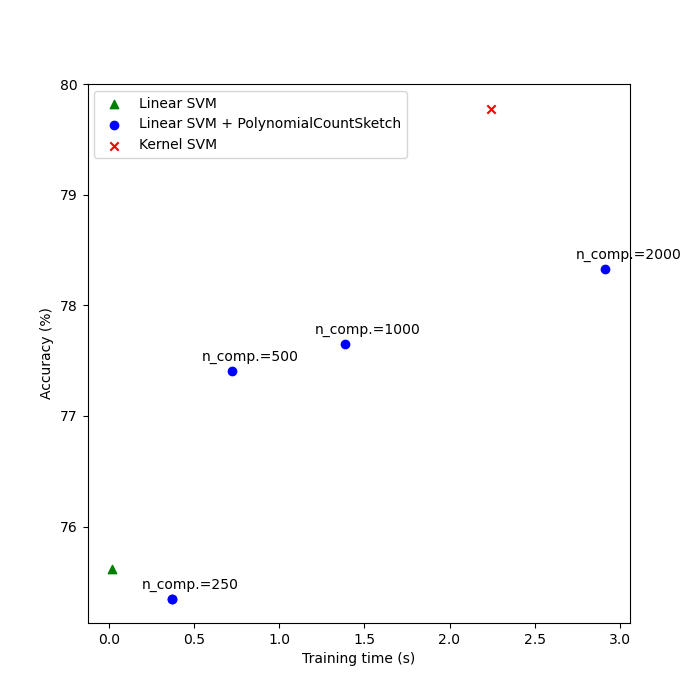 80
Linear SVM
Linear SVM + PolynomialCountSketch
Kernel SVM
79
n_comp.=2000
78
n_comp.=1000
n_comp.=500
Accuracy (%)
77
76
n_comp.=250
0.0 0.5 1.0 1.5 2.0 2.5 3.0
Training time (s)